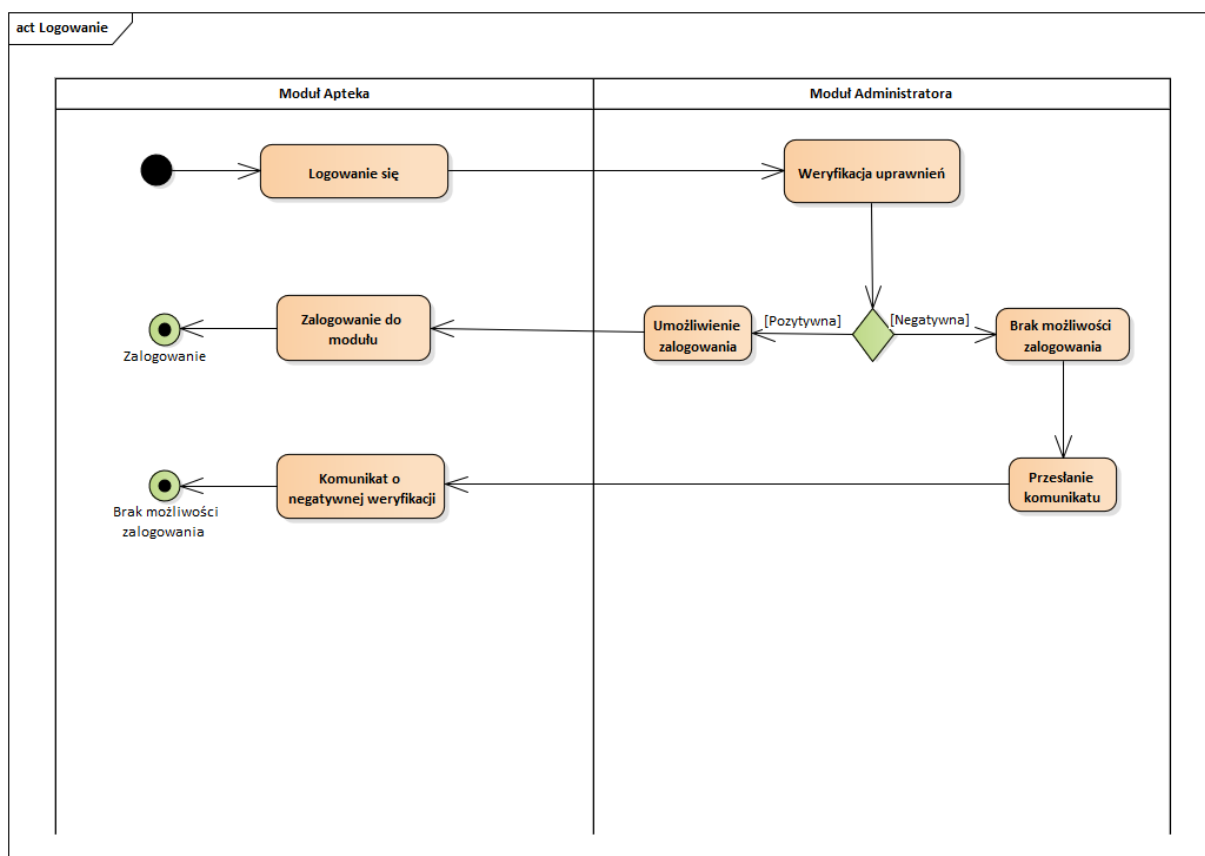 act Logowanie
Moduł Apteka
Moduł Administratora
Logowanie się
Weryfikacja uprawnień
Zalogowanie do
modułu
Zalogowanie
Umożliwienie
zalogowania
[Pozytywna]
[Negatywna]
Brak możliwości
zalogowania
Komunikat o
negatywnej weryfikacji
Brak możliwości
zalogowania
Przesłanie
komunikatu